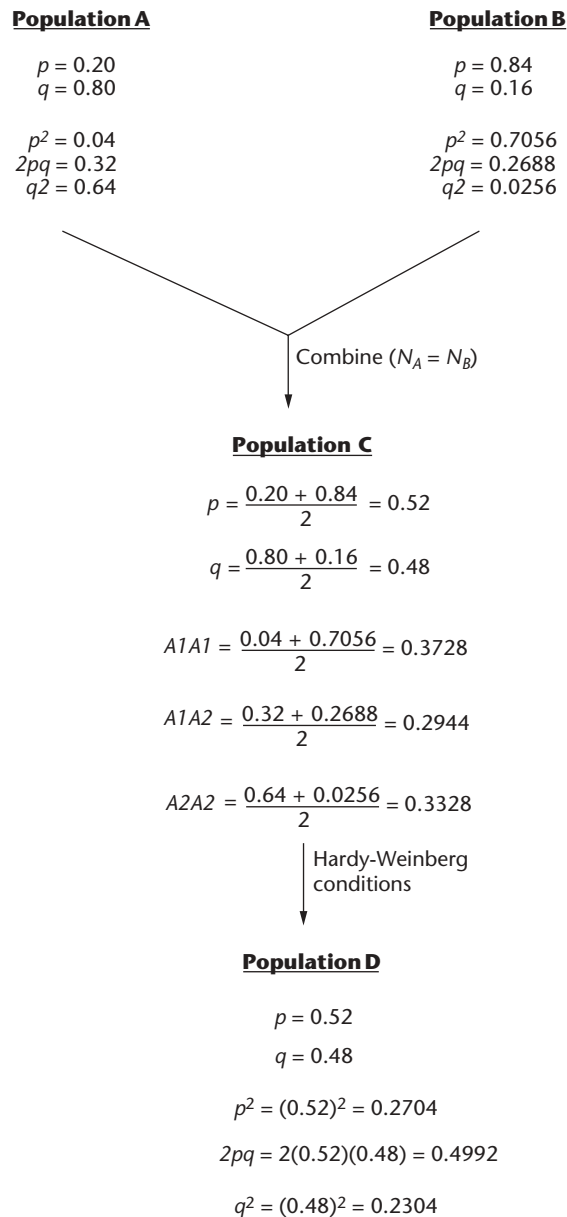 Population A
p = 0.20
q = 0.80
p² = 0.04
2pq = 0.32
q2 = 0.64
Population B
p = 0.84
q = 0.16
p² = 0.7056
2pq = 0.2688
q2 = 0.0256
Combine (N_A = N_B)
Population C
p = 0.20 + 0.84 / 2 = 0.52
q = 0.80 + 0.16 / 2 = 0.48
A1A1 = 0.04 + 0.7056 / 2 = 0.3728
A1A2 = 0.32 + 0.2688 / 2 = 0.2944
A2A2 = 0.64 + 0.0256 / 2 = 0.3328
Hardy-Weinberg
conditions
Population D
p = 0.52
q = 0.48
p² = (0.52)² = 0.2704
2pq = 2(0.52)(0.48) = 0.4992
q² = (0.48)² = 0.2304